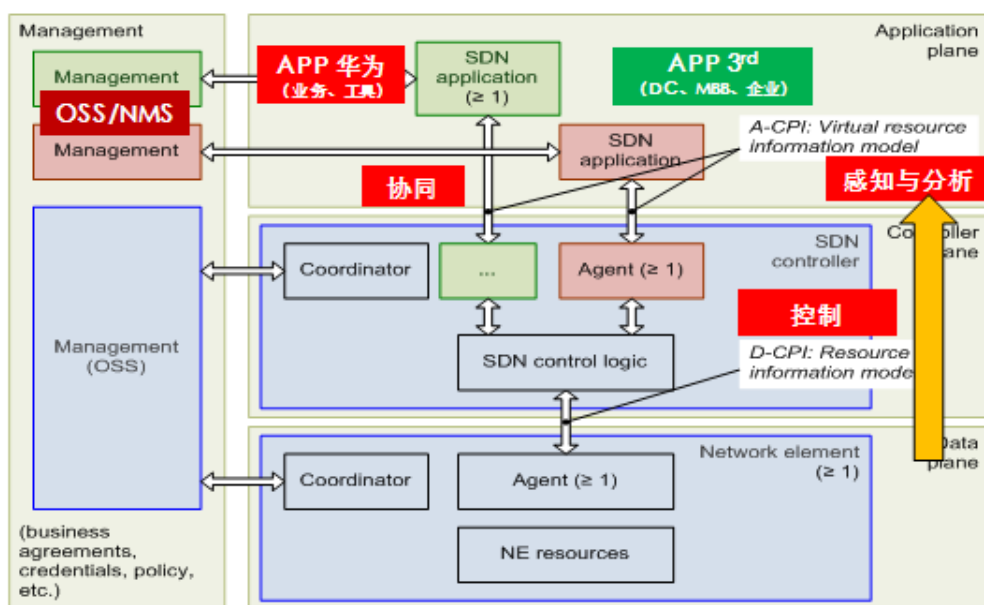 Management
Management
OSS/NMS
Management
Management
(OSS)
(business
agreements,
credentials, policy,
etc.)
Application
plane
APP 华为
(业务、工具)
SDN
application
(≥ 1)
APP 3rd
(DC、MBB、企业)
SDN
application
A-CPI: Virtual resource
information model
协同
感知与分析
SDN
controller
Coordinator
...
Agent (≥ 1)
控制
SDN control logic
D-CPI: Resource
information mode
Data
plane
Network element
(≥ 1)
Coordinator
Agent (≥ 1)
NE resources